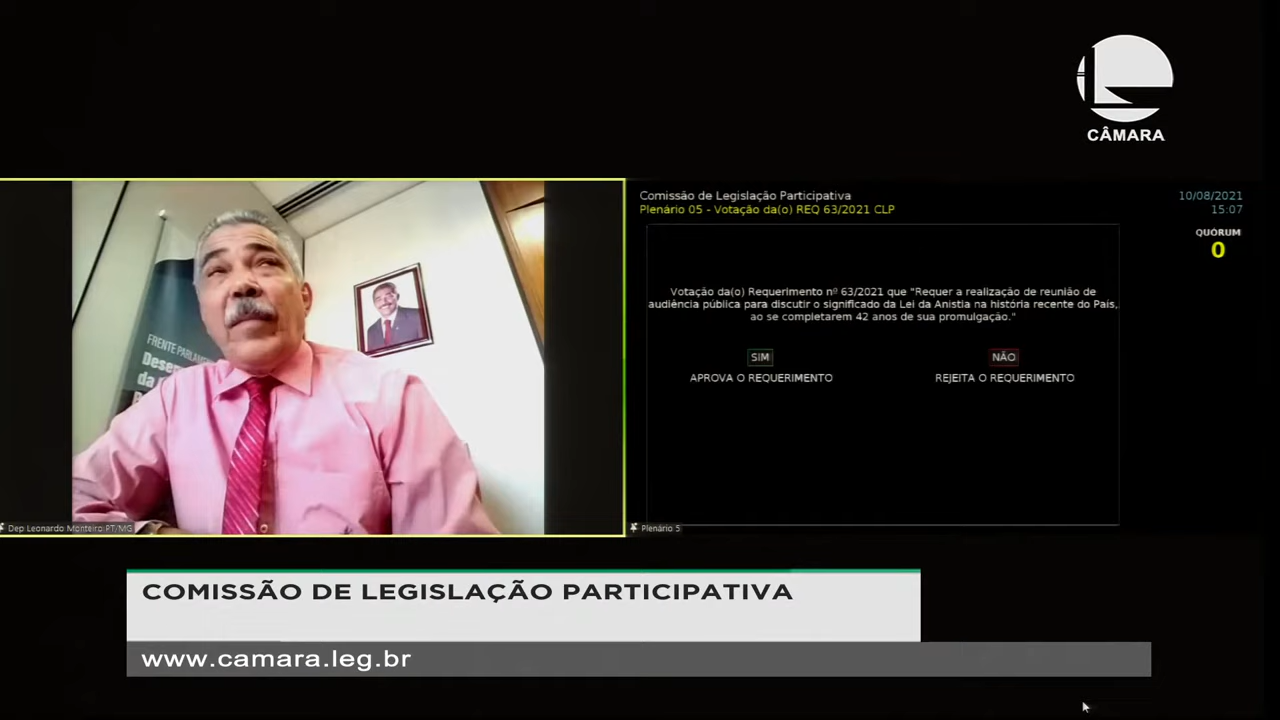 CÂMARA
Comissão de Legislação Participativa
10/08/2021
Plenário 05 - Votação da(o) REQ 63/2021 CLP
15:07
QUÓRUM
0
Votação da(o) Requerimento nº 63/2021 que "Requer a realização de reunião de
audiência pública para discutir o significado da Lei da Anistia na história recente do País,
ao se completarem 42 anos de sua promulgação."
SIM
NÃO
APROVA O REQUERIMENTO
REJEITA O REQUERIMENTO
FRENTE PARLAM
Dese
da
Dep Leonardo Monteiro PT/MG
Plenário 5
COMISSÃO DE LEGISLAÇÃO PARTICIPATIVA
www.camara.leg.br